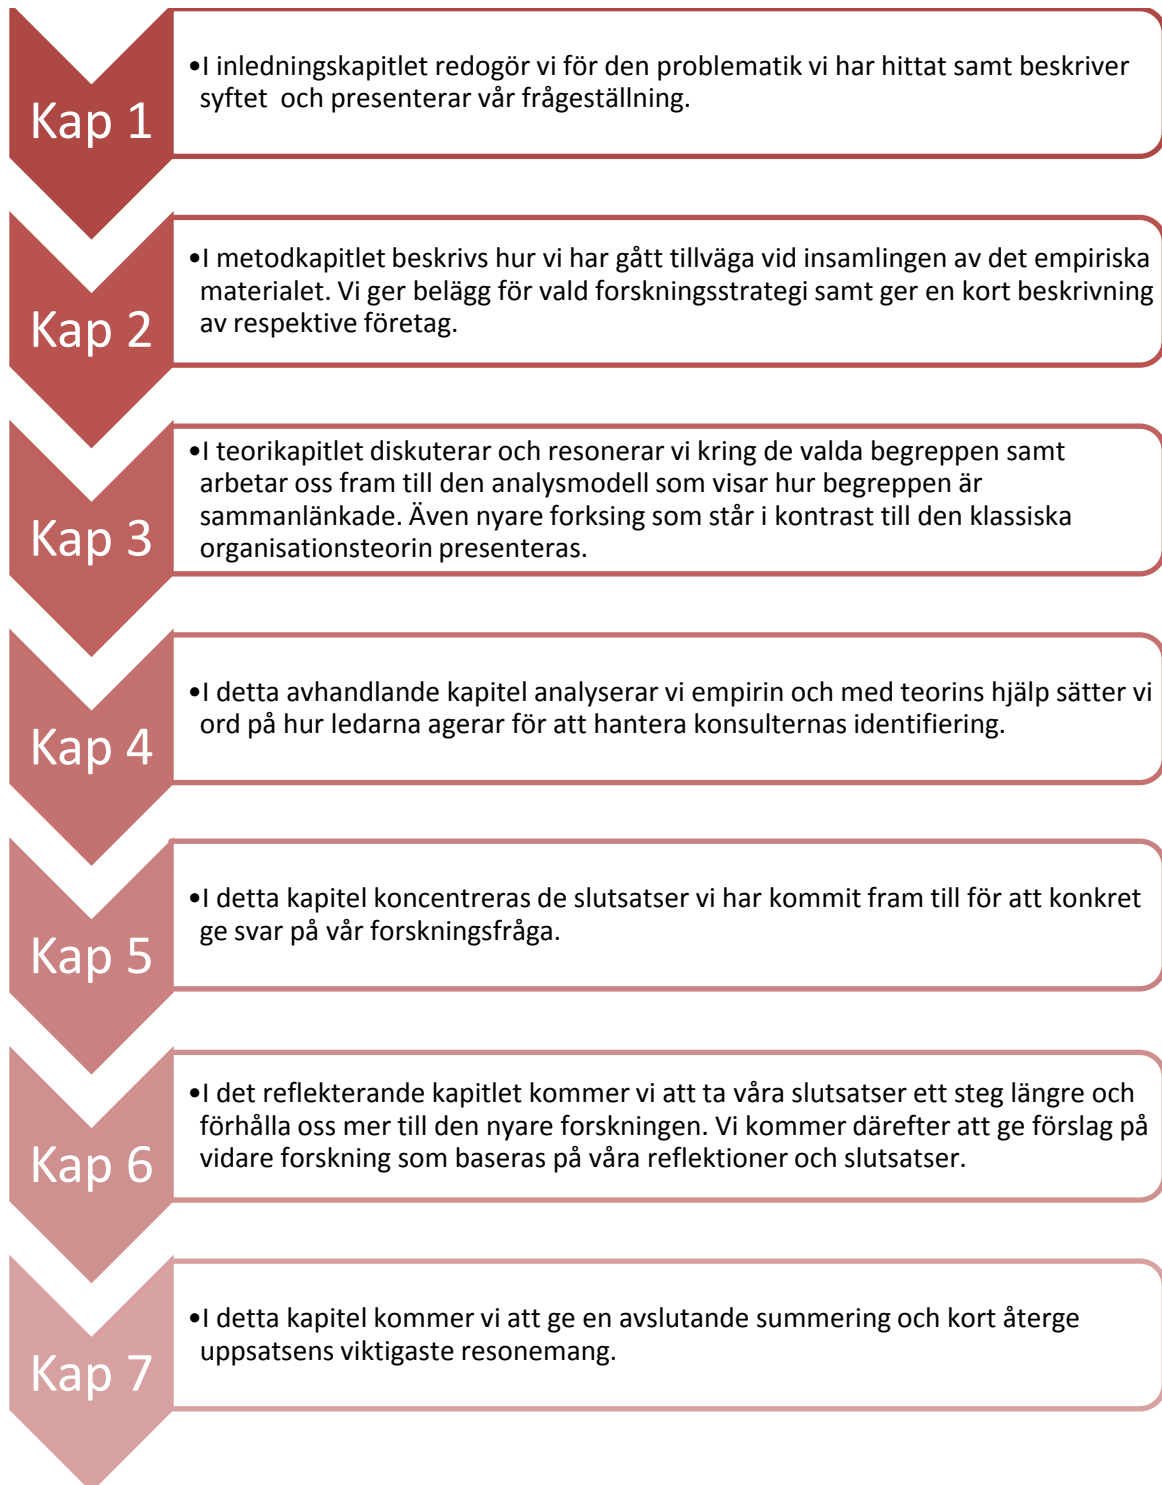 Kap 1
•I inledningskapitlet redogör vi för den problematik vi har hittat samt beskriver
syftet och presenterar vår frågeställning.
Kap 2
•I metodkapitlet beskrivs hur vi har gått tillväga vid insamlingen av det empiriska
materialet. Vi ger belägg för vald forskningsstrategi samt ger en kort beskrivning
av respektive företag.
Kap 3
•I teorikapitlet diskuterar och resonerar vi kring de valda begreppen samt
arbetar oss fram till den analysmodell som visar hur begreppen är
sammanlänkade. Även nyare forksing som står i kontrast till den klassiska
organisationsteorin presenteras.
Kap 4
•I detta avhandlande kapitel analyserar vi empirin och med teorins hjälp sätter vi
ord på hur ledarna agerar för att hantera konsulternas identifiering.
Kap 5
•I detta kapitel koncentreras de slutsatser vi har kommit fram till för att konkret
ge svar på vår forskningsfråga.
Kap 6
•I det reflekterande kapitlet kommer vi att ta våra slutsatser ett steg längre och
förhålla oss mer till den nyare forskningen. Vi kommer därefter att ge förslag på
vidare forskning som baseras på våra reflektioner och slutsatser.
Kap 7
•I detta kapitel kommer vi att ge en avslutande summering och kort återge
uppsatsens viktigaste resonemang.